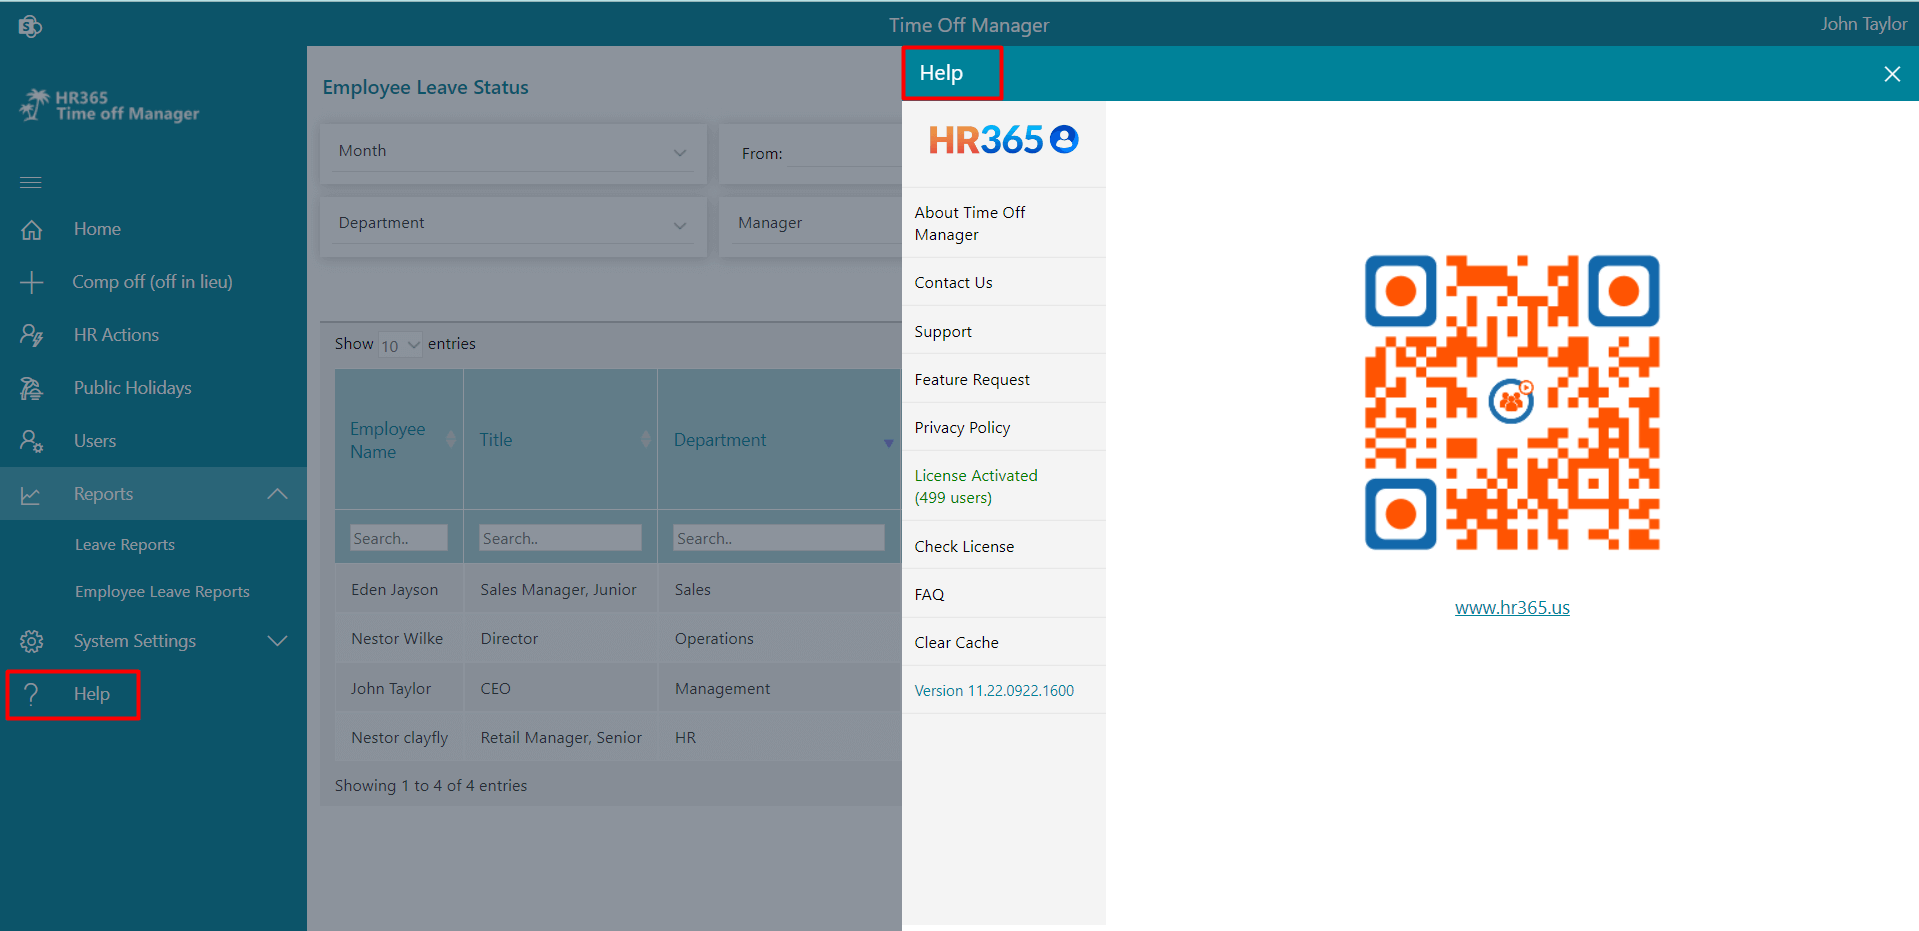 Time Off Manager
John Taylor
HR365
Time off Manager
Home
Comp off (off in lieu)
HR Actions
Public Holidays
Users
Reports
Leave Reports
Employee Leave Reports
System Settings
Help
Employee Leave Status
Month
From:
Department
Manager
Show 10 entries
Employee
Name
Title
Department
Search..
Search..
Search..
Eden Jayson Sales Manager, Junior Sales
Nestor Wilke Director Operations
John Taylor CEO Management
Nestor clayfly Retail Manager, Senior HR
Showing 1 to 4 of 4 entries
Help
HR365
About Time Off
Manager
Contact Us
Support
Feature Request
Privacy Policy
License Activated
(499 users)
Check License
FAQ
Clear Cache
Version 11.22.0922.1600
www.hr365.us